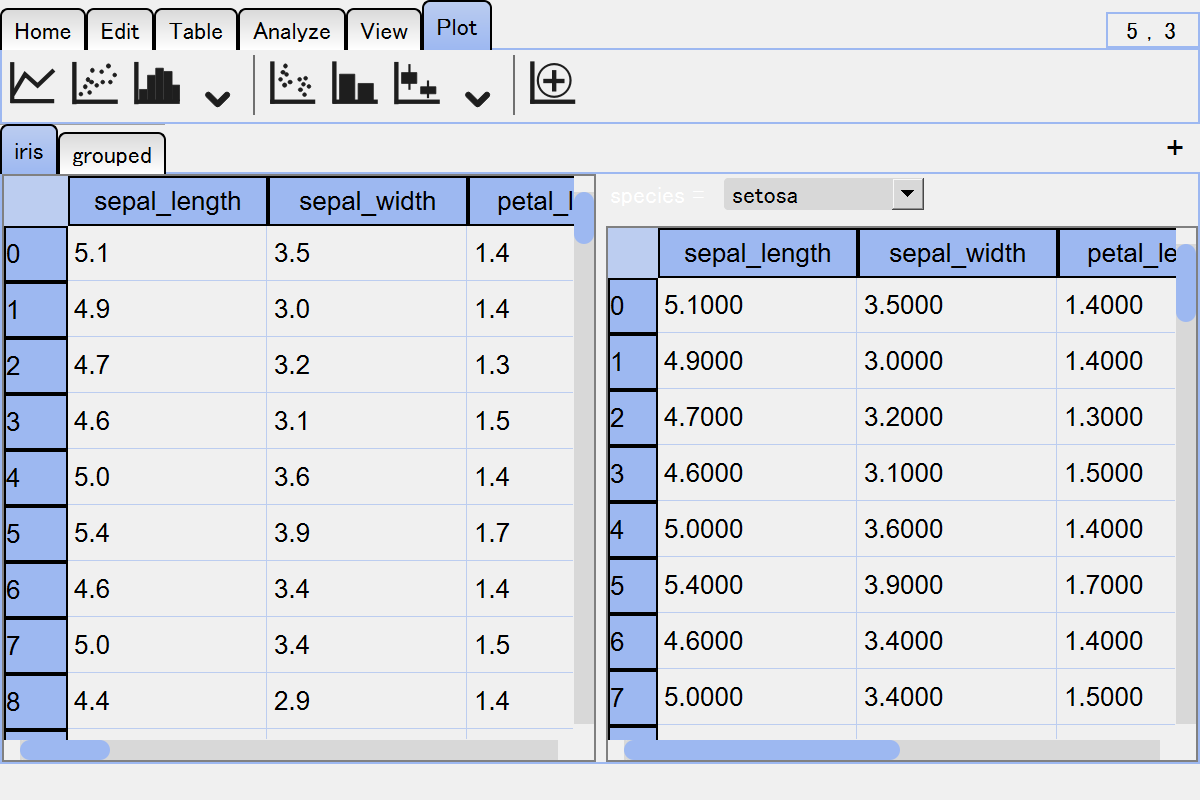 Home Edit Table Analyze View Plot 5 , 3
iris grouped +
sepal_length sepal_width petal_l
0 5.1 3.5 1.4
1 4.9 3.0 1.4
2 4.7 3.2 1.3
3 4.6 3.1 1.5
4 5.0 3.6 1.4
5 5.4 3.9 1.7
6 4.6 3.4 1.4
7 5.0 3.4 1.5
8 4.4 2.9 1.4
species = setosa
sepal_length sepal_width petal_le
0 5.1000 3.5000 1.4000
1 4.9000 3.0000 1.4000
2 4.7000 3.2000 1.3000
3 4.6000 3.1000 1.5000
4 5.0000 3.6000 1.4000
5 5.4000 3.9000 1.7000
6 4.6000 3.4000 1.4000
7 5.0000 3.4000 1.5000